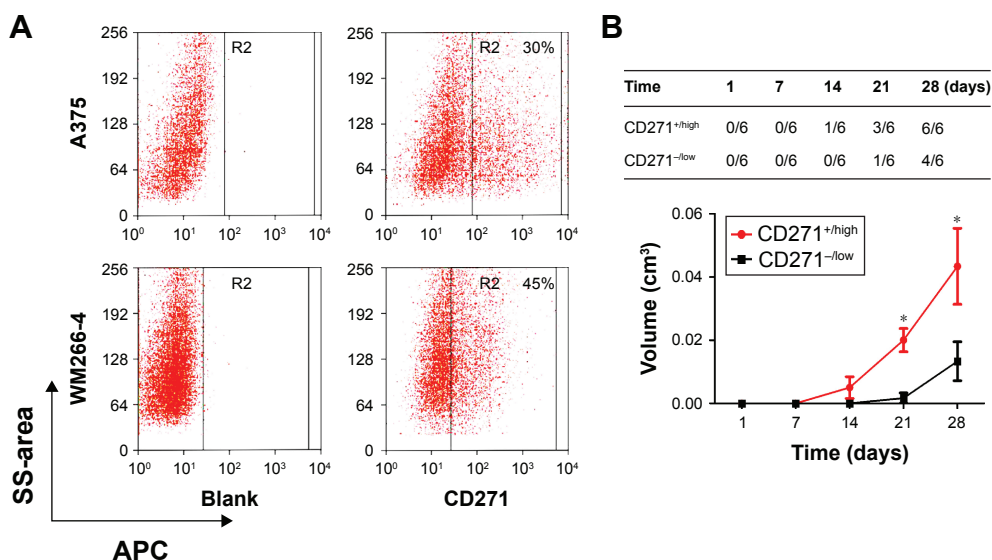 A
B
256
192
128
64
0
R2
10⁰ 10¹ 10² 10³ 10⁴
A375
256
192
128
64
0
R2 30%
10⁰ 10¹ 10² 10³ 10⁴
256
192
128
64
0
R2
10⁰ 10¹ 10² 10³ 10⁴
WM266-4
Blank
256
192
128
64
0
R2 45%
10⁰ 10¹ 10² 10³ 10⁴
CD271
SS-area
APC
Time 1 7 14 21 28 (days)
CD271⁺/ʰⁱᵍʰ 0/6 0/6 1/6 3/6 6/6
CD271⁻/ˡᵒʷ 0/6 0/6 0/6 1/6 4/6
0.06
0.04
0.02
0.00
Volume (cm³)
CD271⁺/ʰⁱᵍʰ
CD271⁻/ˡᵒʷ
*
*
1 7 14 21 28
Time (days)